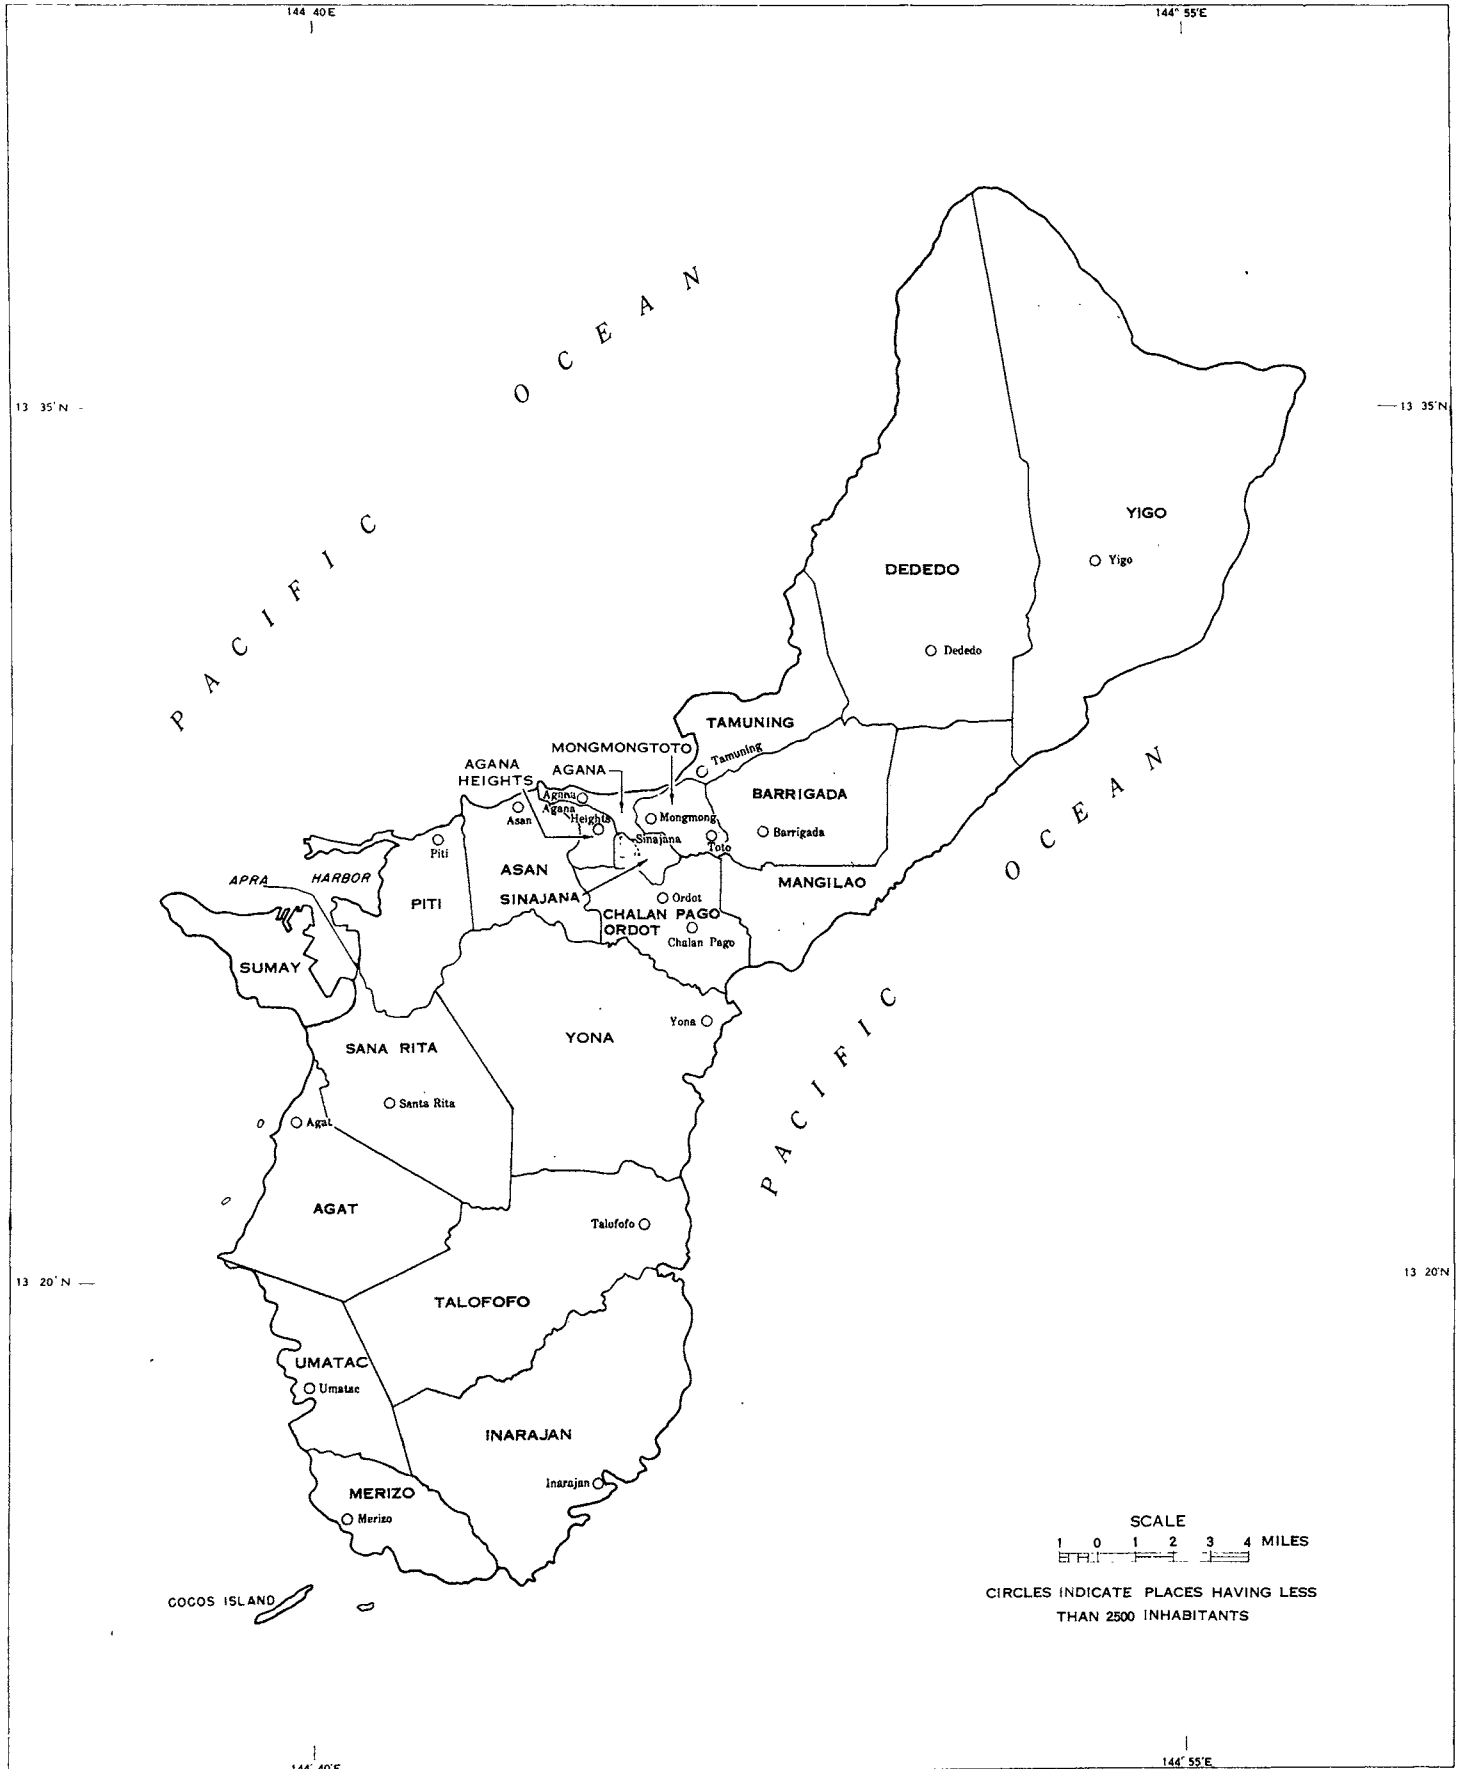 144 40'E
144° 55'E
PACIFIC OCEAN
13 35'N
13 35'N
YIGO
Yigo
DEDEDO
Dededo
TAMUNING
Tamuning
MONGMONGTOTO
AGANA
AGANA
HEIGHTS
Agana
Agana
Heights
Asan
Mongmong
Sinajana
Toto
BARRIGADA
Barrigada
PACIFIC OCEAN
Piti
ASAN
MANGILAO
APRA HARBOR
PITI
SINAJANA
Ordot
CHALAN PAGO
ORDOT
Chalan Pago
SUMAY
YONA
Yona
SANA RITA
Santa Rita
Agat
AGAT
Talofofo
13 20'N
13 20'N
TALOFOFO
UMATAC
Umatac
INARAJAN
Inarajan
MERIZO
Merizo
COCOS ISLAND
SCALE
1 0 1 2 3 4 MILES
CIRCLES INDICATE PLACES HAVING LESS
THAN 2500 INHABITANTS
144° 40'E
144° 55'E